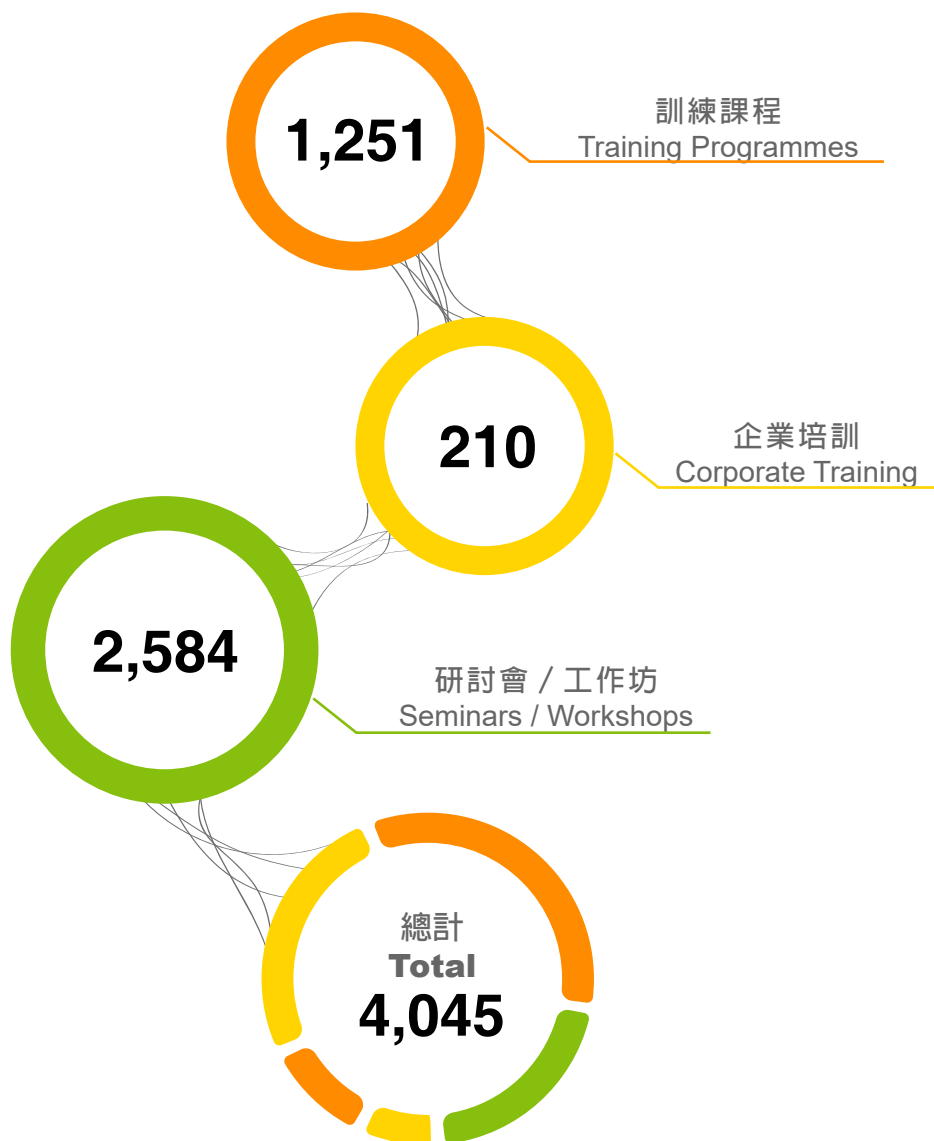 1,251
訓練課程
Training Programmes
210
企業培訓
Corporate Training
2,584
研討會 / 工作坊
Seminars / Workshops
總計
Total
4,045